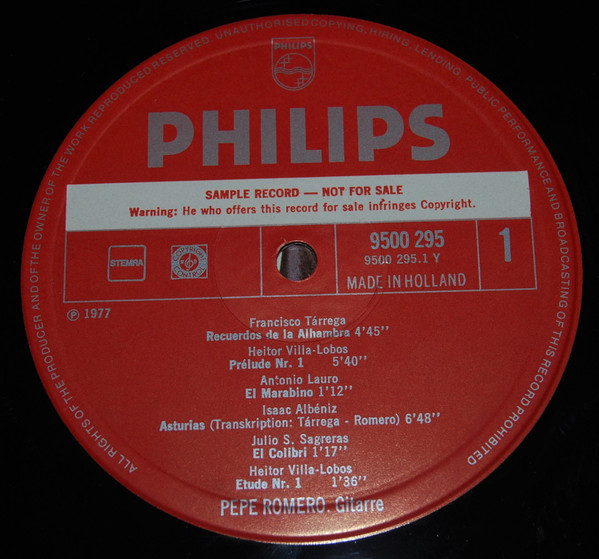 ALL RIGHTS OF THE PRODUCER AND OF THE OWNER OF THE WORK REPRODUCED RESERVED. UNAUTHORISED COPYING, HIRING, LENDING, PUBLIC PERFORMANCE AND BROADCASTING OF THIS RECORD PROHIBITED
PHILIPS
PHILIPS
SAMPLE RECORD — NOT FOR SALE
Warning: He who offers this record for sale infringes Copyright.
STEMRA
COPYRIGHT CONTROL
9500 295
9500 295.1 Y
MADE IN HOLLAND
1
℗ 1977
Francisco Tárrega
Recuerdos de la Alhambra 4'45''
Heitor Villa-Lobos
Prélude Nr. 1 5'40''
Antonio Lauro
El Marabino 1'12''
Isaac Albéniz
Asturias (Transkription: Tárrega - Romero) 6'48''
Julio S. Sagreras
El Colibri 1'17''
Heitor Villa-Lobos
Etude Nr. 1 1'36''
PEPE ROMERO, Gitarre